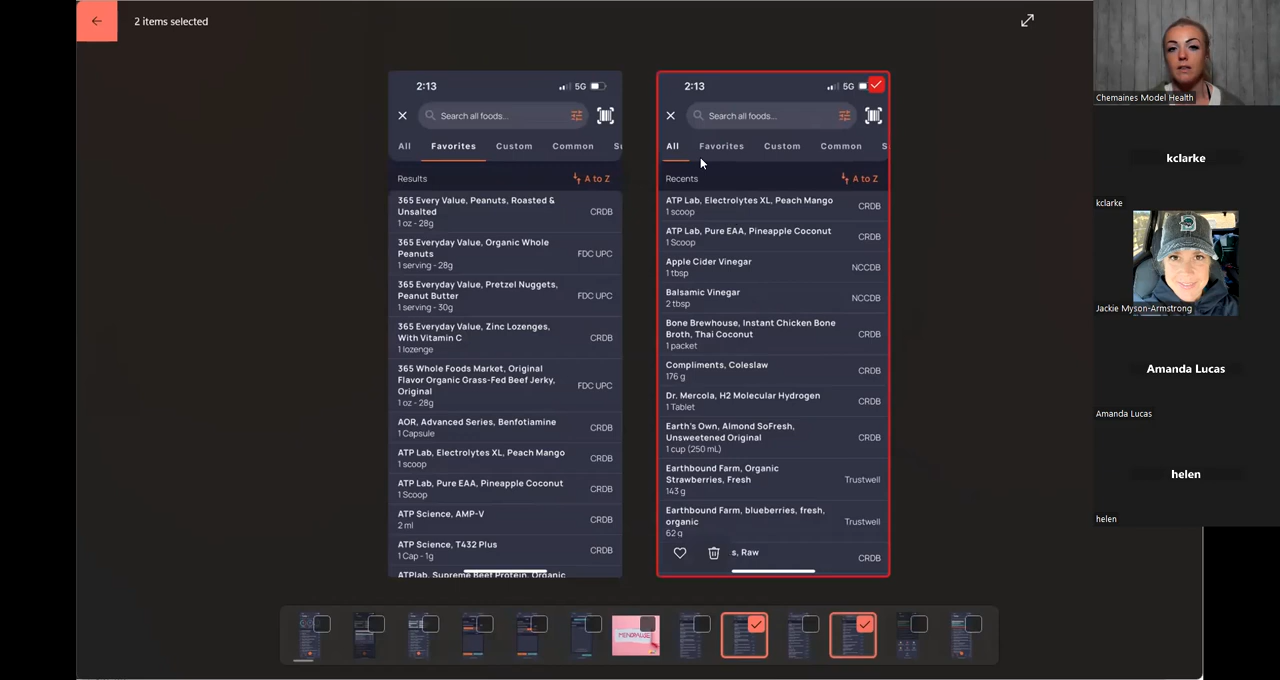 2 items selected
2:13
5G
Search all foods...
All Favorites Custom Common Su
Results
A to Z
365 Every Value, Peanuts, Roasted &
Unsalted
1 oz - 28g
CRDB
365 Everyday Value, Organic Whole
Peanuts
1 serving - 28g
FDC UPC
365 Everyday Value, Pretzel Nuggets,
Peanut Butter
1 serving - 30g
FDC UPC
365 Everyday Value, Zinc Lozenges,
With Vitamin C
1 lozenge
CRDB
365 Whole Foods Market, Original
Flavor Organic Grass-Fed Beef Jerky,
Original
1 oz - 28g
FDC UPC
AOR, Advanced Series, Benfotiamine
1 Capsule
CRDB
ATP Lab, Electrolytes XL, Peach Mango
1 scoop
CRDB
ATP Lab, Pure EAA, Pineapple Coconut
1 Scoop
CRDB
ATP Science, AMP-V
2 ml
CRDB
ATP Science, T432 Plus
1 Cap - 1g
CRDB
ATPlab, Supreme Beef Protein, Organic
2:13
5G
Search all foods...
All Favorites Custom Common S
Recents
A to Z
ATP Lab, Electrolytes XL, Peach Mango
1 scoop
CRDB
ATP Lab, Pure EAA, Pineapple Coconut
1 Scoop
CRDB
Apple Cider Vinegar
1 tbsp
NCCDB
Balsamic Vinegar
2 tbsp
NCCDB
Bone Brewhouse, Instant Chicken Bone
Broth, Thai Coconut
1 packet
CRDB
Compliments, Coleslaw
176 g
CRDB
Dr. Mercola, H2 Molecular Hydrogen
1 Tablet
CRDB
Earth's Own, Almond SoFresh,
Unsweetened Original
1 cup (250 mL)
CRDB
Earthbound Farm, Organic
Strawberries, Fresh
143 g
Trustwell
Earthbound Farm, blueberries, fresh,
organic
62 g
Trustwell
s, Raw
CRDB
Chemaines Model Health
kclarke
kclarke
Jackie Myson-Armstrong
Amanda Lucas
Amanda Lucas
helen
helen